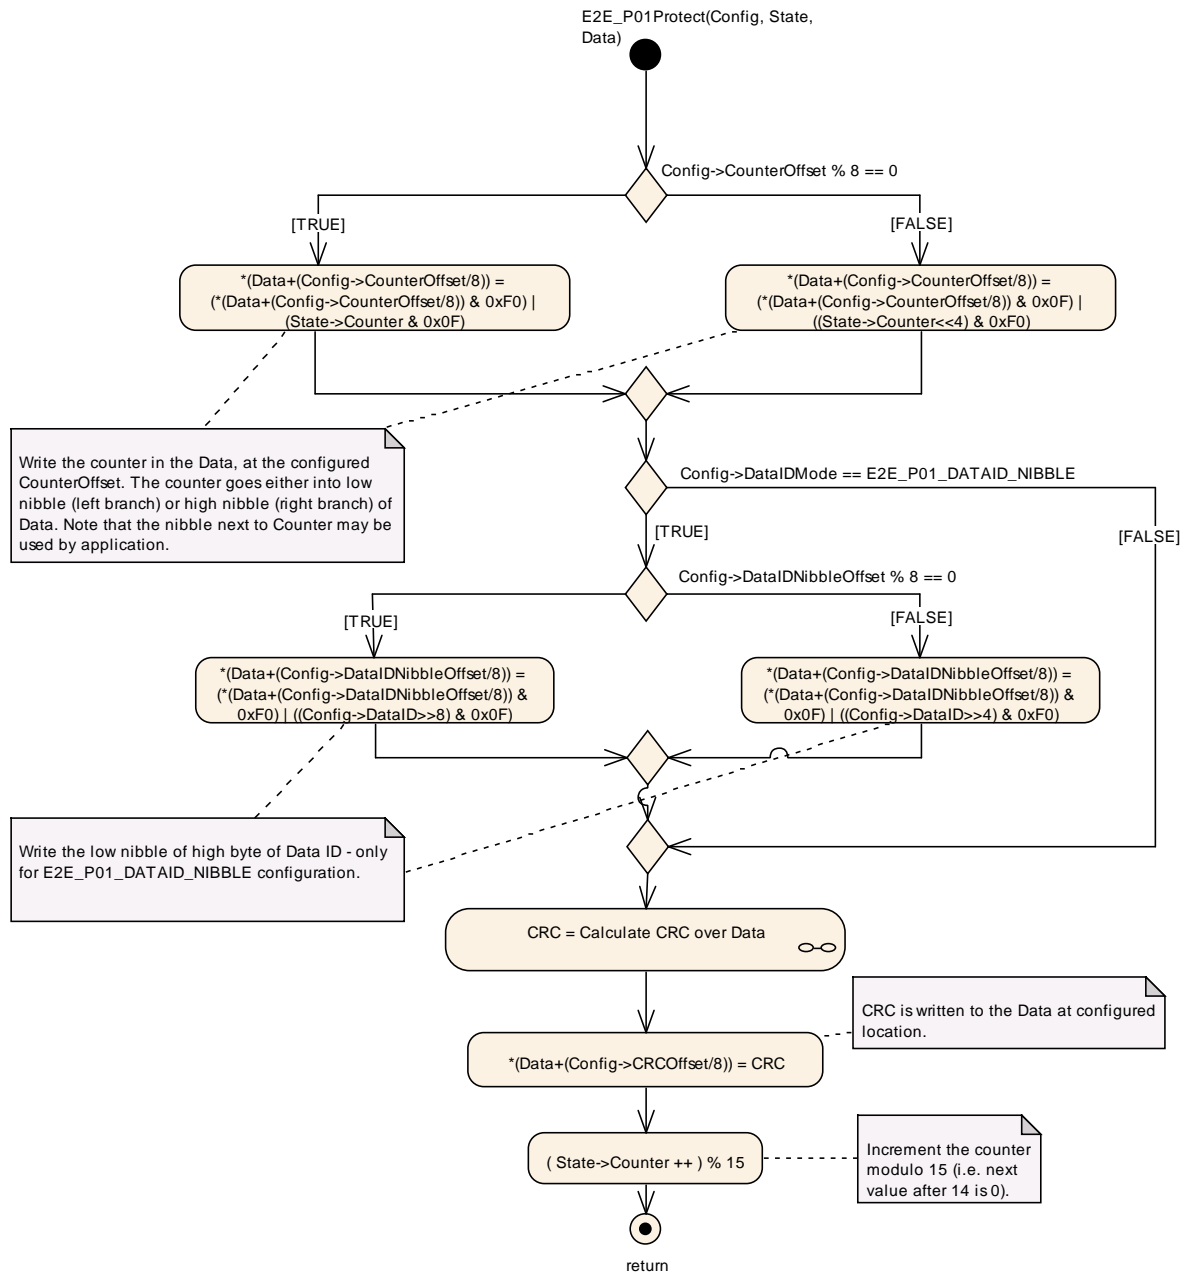 E2E_P01Protect(Config, State,
Data)
Config->CounterOffset % 8 == 0
[TRUE]
[FALSE]
*(Data+(Config->CounterOffset/8)) =
(*(Data+(Config->CounterOffset/8)) & 0xF0) |
(State->Counter & 0x0F)
*(Data+(Config->CounterOffset/8)) =
(*(Data+(Config->CounterOffset/8)) & 0x0F) |
((State->Counter<<4) & 0xF0)
Write the counter in the Data, at the configured
CounterOffset. The counter goes either into low
nibble (left branch) or high nibble (right branch) of
Data. Note that the nibble next to Counter may be
used by application.
Config->DataIDMode == E2E_P01_DATAID_NIBBLE
[TRUE]
[FALSE]
Config->DataIDNibbleOffset % 8 == 0
[TRUE]
[FALSE]
*(Data+(Config->DataIDNibbleOffset/8)) =
(*(Data+(Config->DataIDNibbleOffset/8)) &
0xF0) | ((Config->DataID>>8) & 0x0F)
*(Data+(Config->DataIDNibbleOffset/8)) =
(*(Data+(Config->DataIDNibbleOffset/8)) &
0x0F) | ((Config->DataID>>4) & 0xF0)
Write the low nibble of high byte of Data ID - only
for E2E_P01_DATAID_NIBBLE configuration.
CRC = Calculate CRC over Data
CRC is written to the Data at configured
location.
*(Data+(Config->CRCOffset/8)) = CRC
( State->Counter ++ ) % 15
Increment the counter
modulo 15 (i.e. next
value after 14 is 0).
return